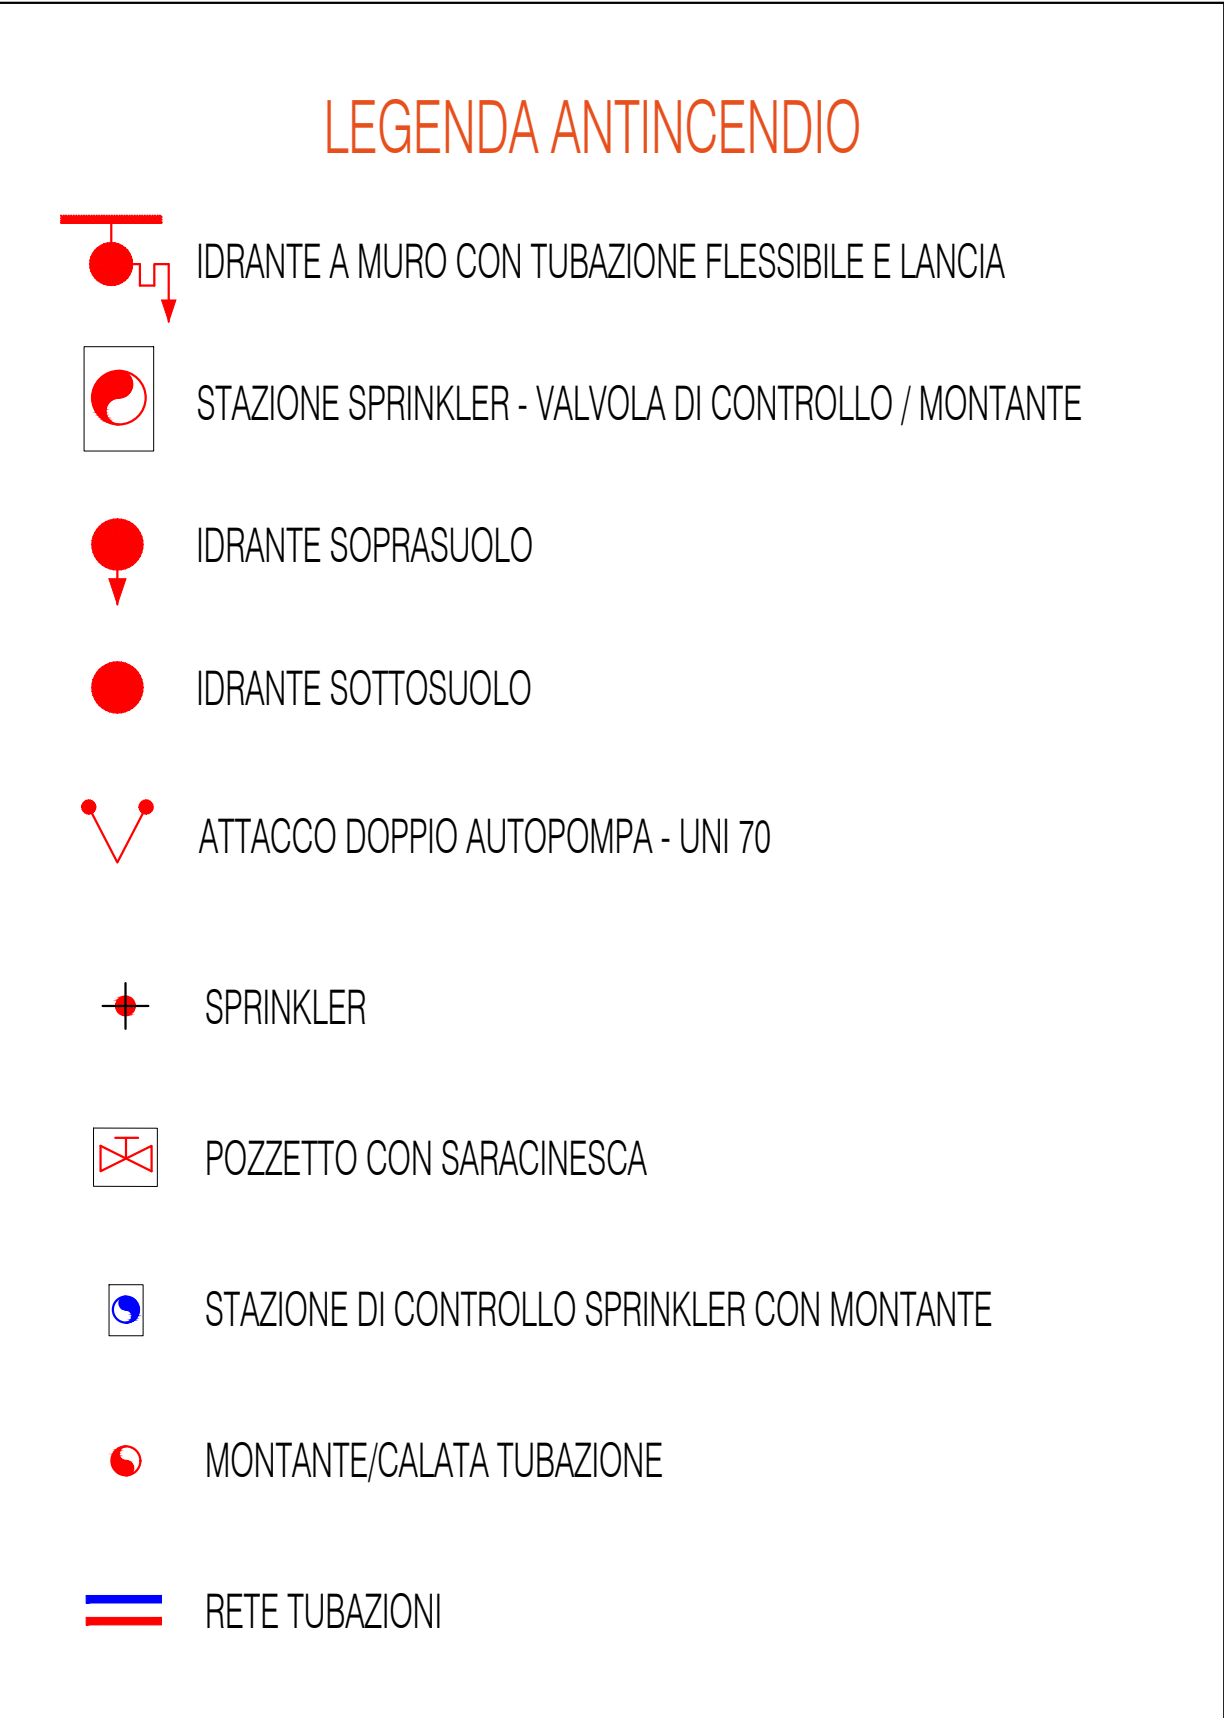 LEGENDA ANTINCENDIO
IDRANTE A MURO CON TUBAZIONE FLESSIBILE E LANCIA
STAZIONE SPRINKLER - VALVOLA DI CONTROLLO / MONTANTE
IDRANTE SOPRASUOLO
IDRANTE SOTTOSUOLO
ATTACCO DOPPIO AUTOPOMPA - UNI 70
SPRINKLER
POZZETTO CON SARACINESCA
STAZIONE DI CONTROLLO SPRINKLER CON MONTANTE
MONTANTE/CALATA TUBAZIONE
RETE TUBAZIONI